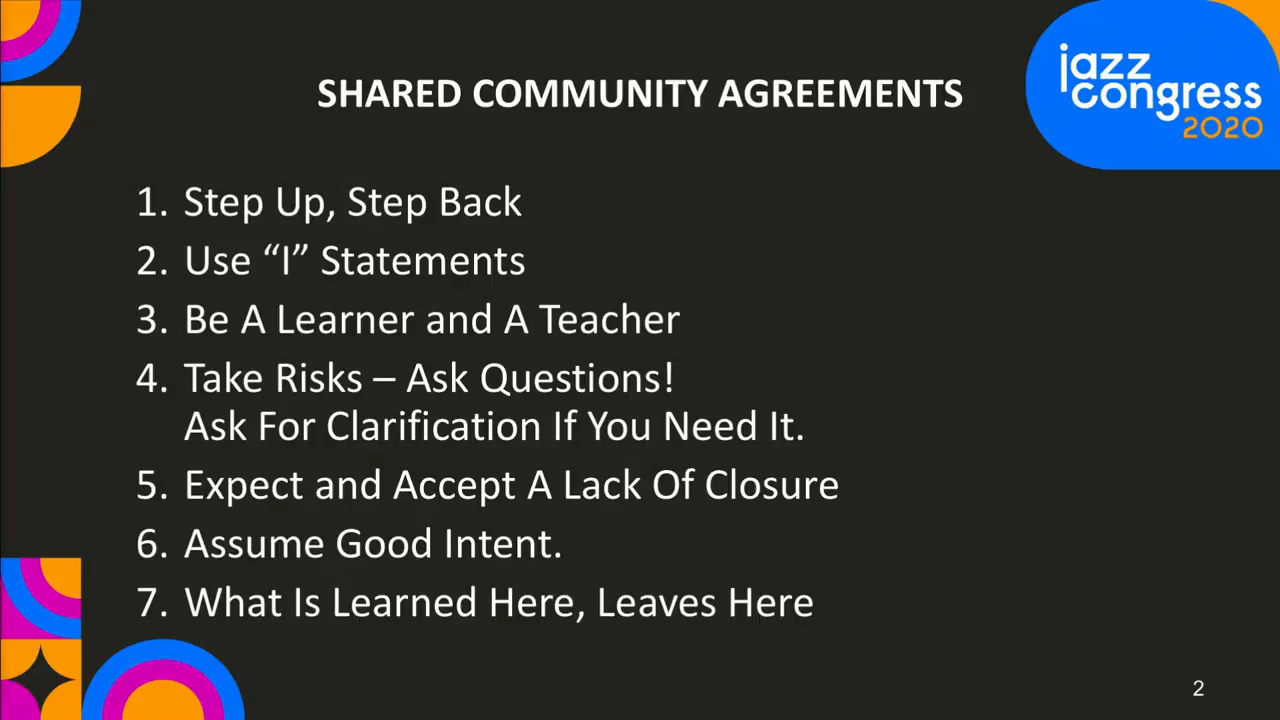 jazz
congress
2020
SHARED COMMUNITY AGREEMENTS
1. Step Up, Step Back
2. Use “I” Statements
3. Be A Learner and A Teacher
4. Take Risks – Ask Questions!
Ask For Clarification If You Need It.
5. Expect and Accept A Lack Of Closure
6. Assume Good Intent.
7. What Is Learned Here, Leaves Here
2